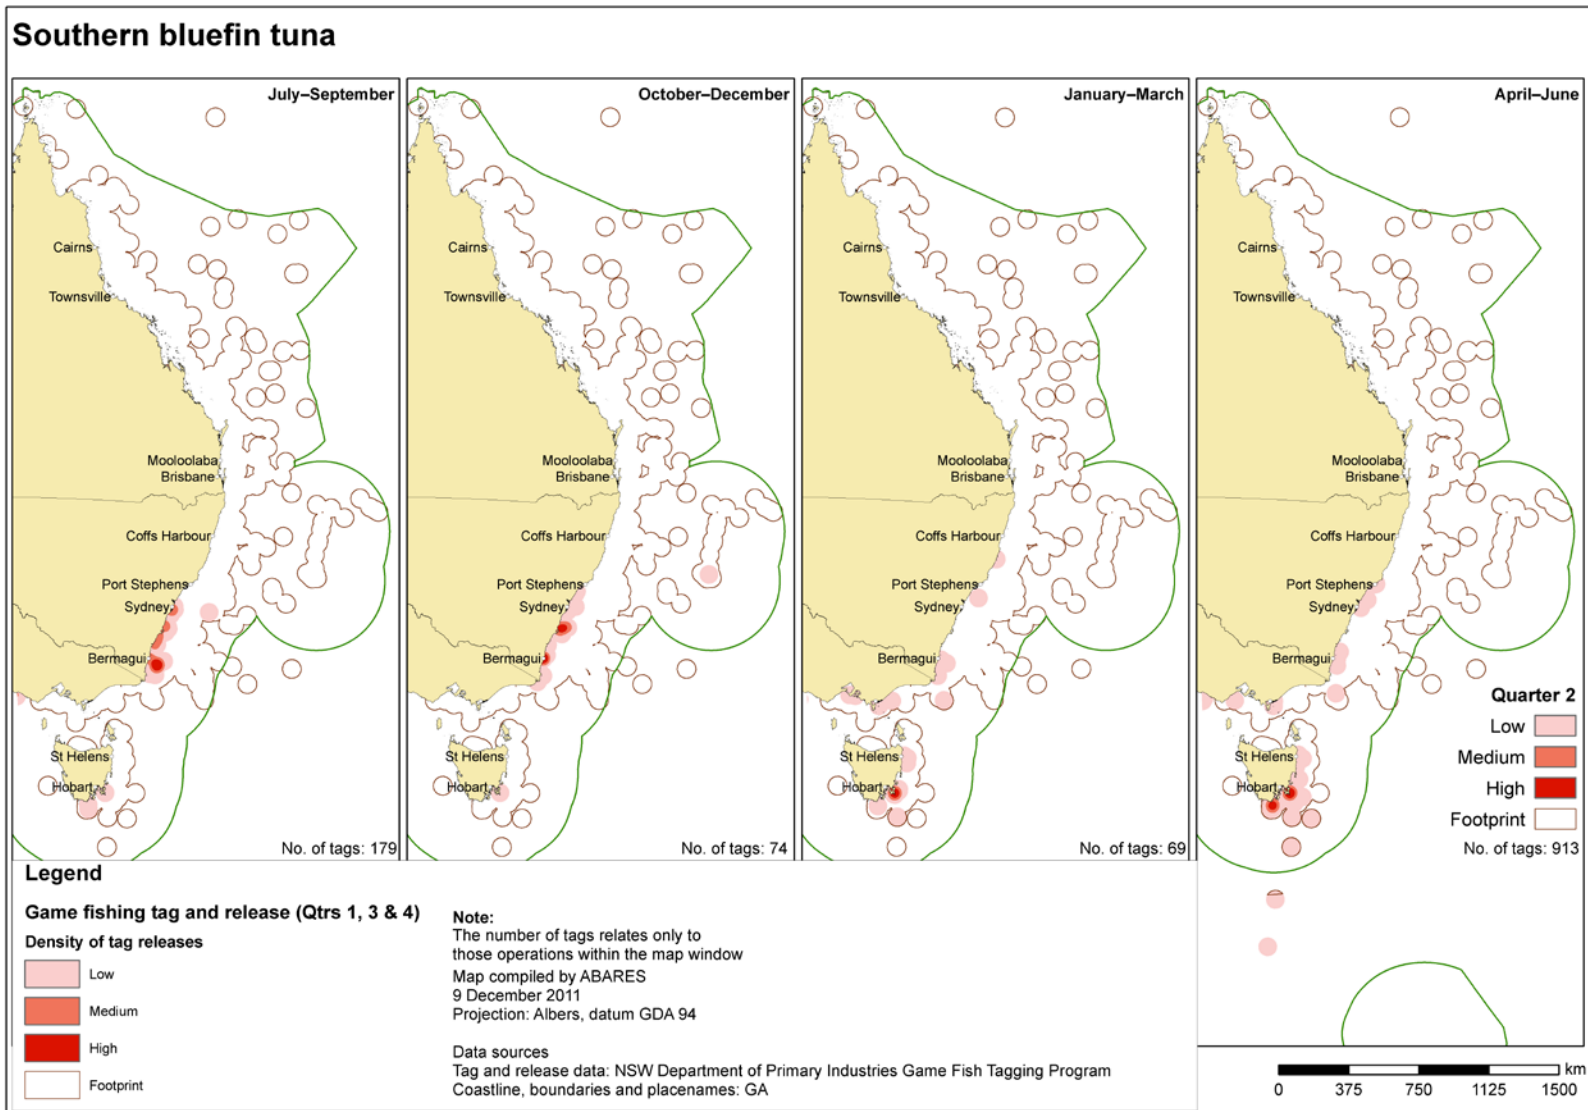 Southern bluefin tuna
July–September
Cairns
Townsville
Mooloolaba
Brisbane
Coffs Harbour
Port Stephens
Sydney
Bermagui
St Helens
Hobart
No. of tags: 179
October–December
Cairns
Townsville
Mooloolaba
Brisbane
Coffs Harbour
Port Stephens
Sydney
Bermagui
St Helens
Hobart
No. of tags: 74
January–March
Cairns
Townsville
Mooloolaba
Brisbane
Coffs Harbour
Port Stephens
Sydney
Bermagui
St Helens
Hobart
No. of tags: 69
April–June
Cairns
Townsville
Mooloolaba
Brisbane
Coffs Harbour
Port Stephens
Sydney
Bermagui
St Helens
Hobart
Quarter 2
Low
Medium
High
Footprint
No. of tags: 913
Legend
Game fishing tag and release (Qtrs 1, 3 & 4)
Density of tag releases
Low
Medium
High
Footprint
Note:
The number of tags relates only to
those operations within the map window
Map compiled by ABARES
9 December 2011
Projection: Albers, datum GDA 94
Data sources
Tag and release data: NSW Department of Primary Industries Game Fish Tagging Program
Coastline, boundaries and placenames: GA
km
0 375 750 1125 1500